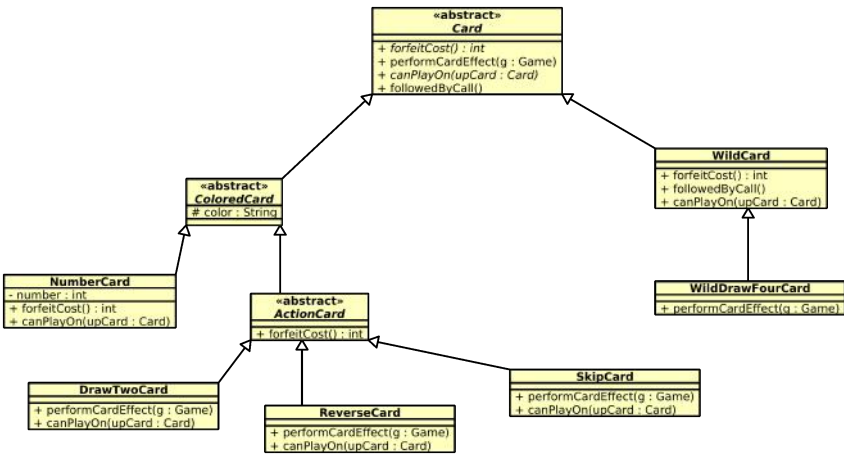 «abstract»
Card
+ forfeitCost() : int
+ performCardEffect(g : Game)
+ canPlayOn(upCard : Card)
+ followedByCall()
WildCard
+ forfeitCost() : int
+ followedByCall()
+ canPlayOn(upCard : Card)
«abstract»
ColoredCard
# color : String
NumberCard
- number : int
+ forfeitCost() : int
+ canPlayOn(upCard : Card)
«abstract»
ActionCard
+ forfeitCost() : int
WildDrawFourCard
+ performCardEffect(g : Game)
DrawTwoCard
+ performCardEffect(g : Game)
+ canPlayOn(upCard : Card)
ReverseCard
+ performCardEffect(g : Game)
+ canPlayOn(upCard : Card)
SkipCard
+ performCardEffect(g : Game)
+ canPlayOn(upCard : Card)